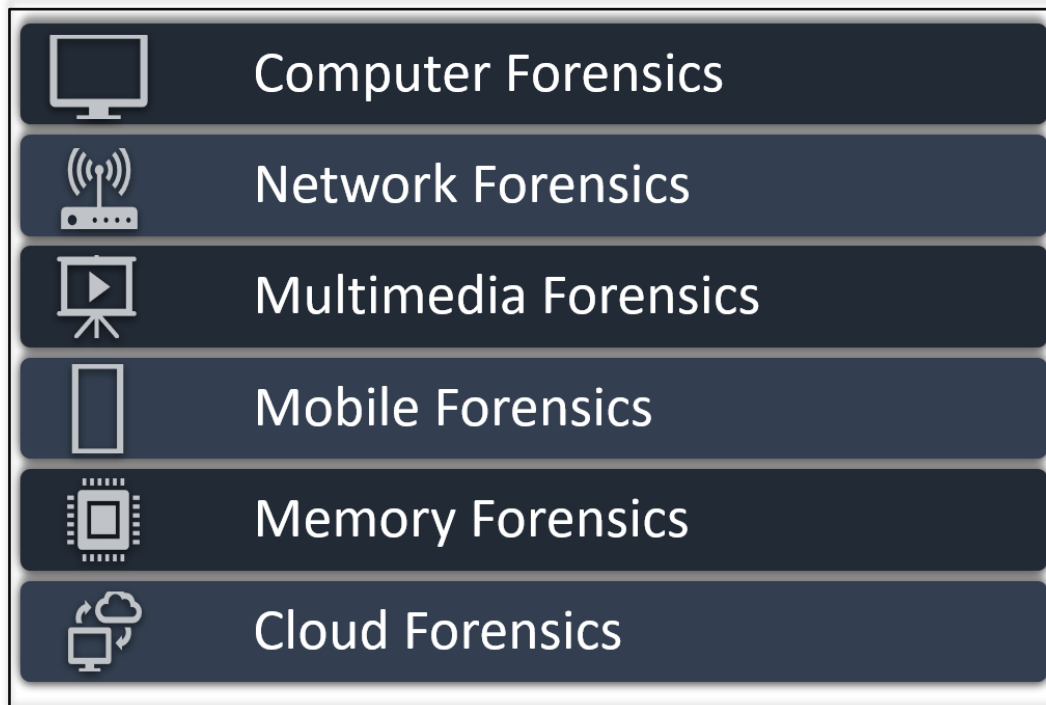 Computer Forensics
Network Forensics
Multimedia Forensics
Mobile Forensics
Memory Forensics
Cloud Forensics